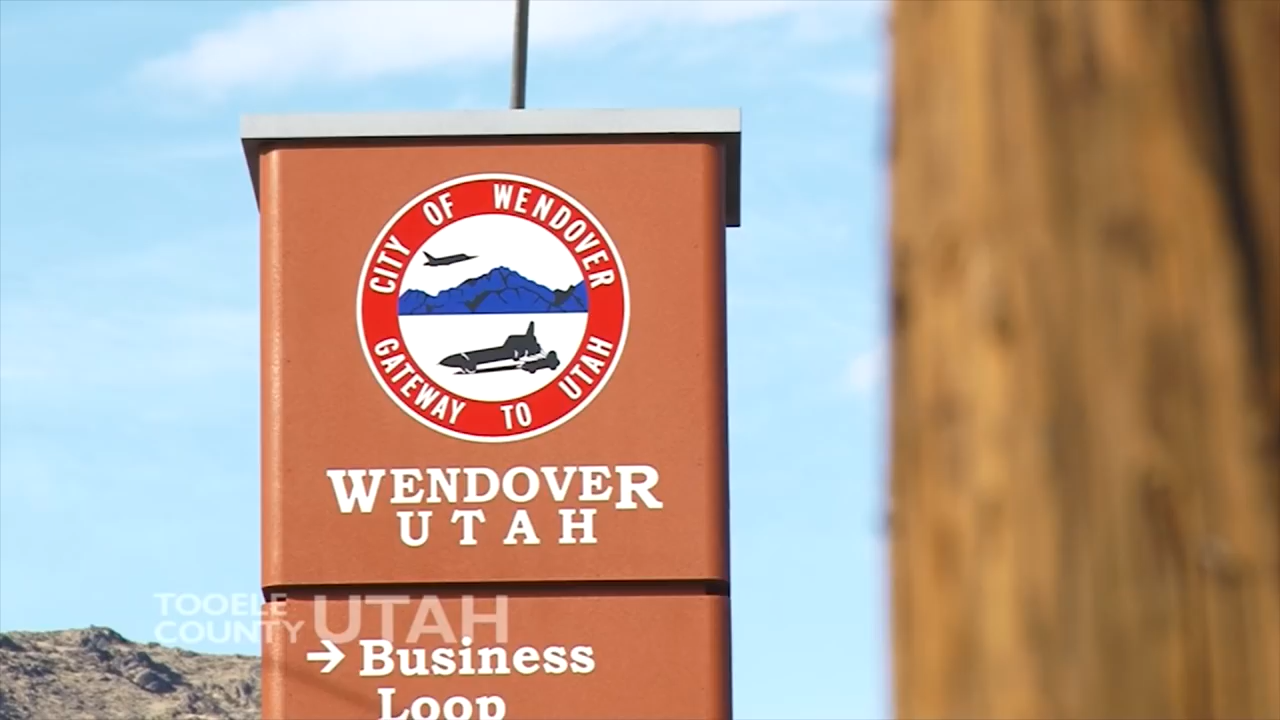 CITY OF WENDOVER
GATEWAY TO UTAH
WENDOVER
UTAH
TOOELE
COUNTY UTAH
→ Business
Loop